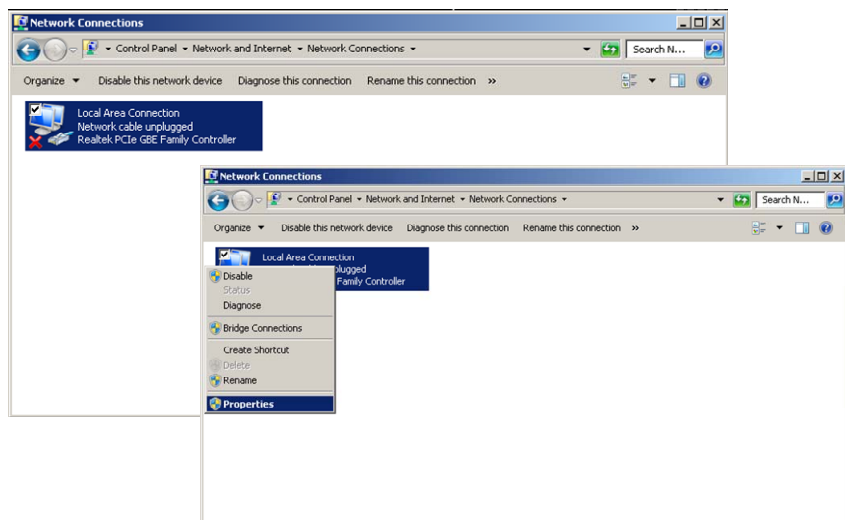 Network Connections
Control Panel Network and Internet Network Connections
Search N...
Organize Disable this network device Diagnose this connection Rename this connection »
Local Area Connection
Network cable unplugged
Realtek PCIe GBE Family Controller
Network Connections
Control Panel Network and Internet Network Connections
Search N...
Organize Disable this network device Diagnose this connection Rename this connection »
Local Area Connection
plugged
Family Controller
Disable
Status
Diagnose
Bridge Connections
Create Shortcut
Delete
Rename
Properties